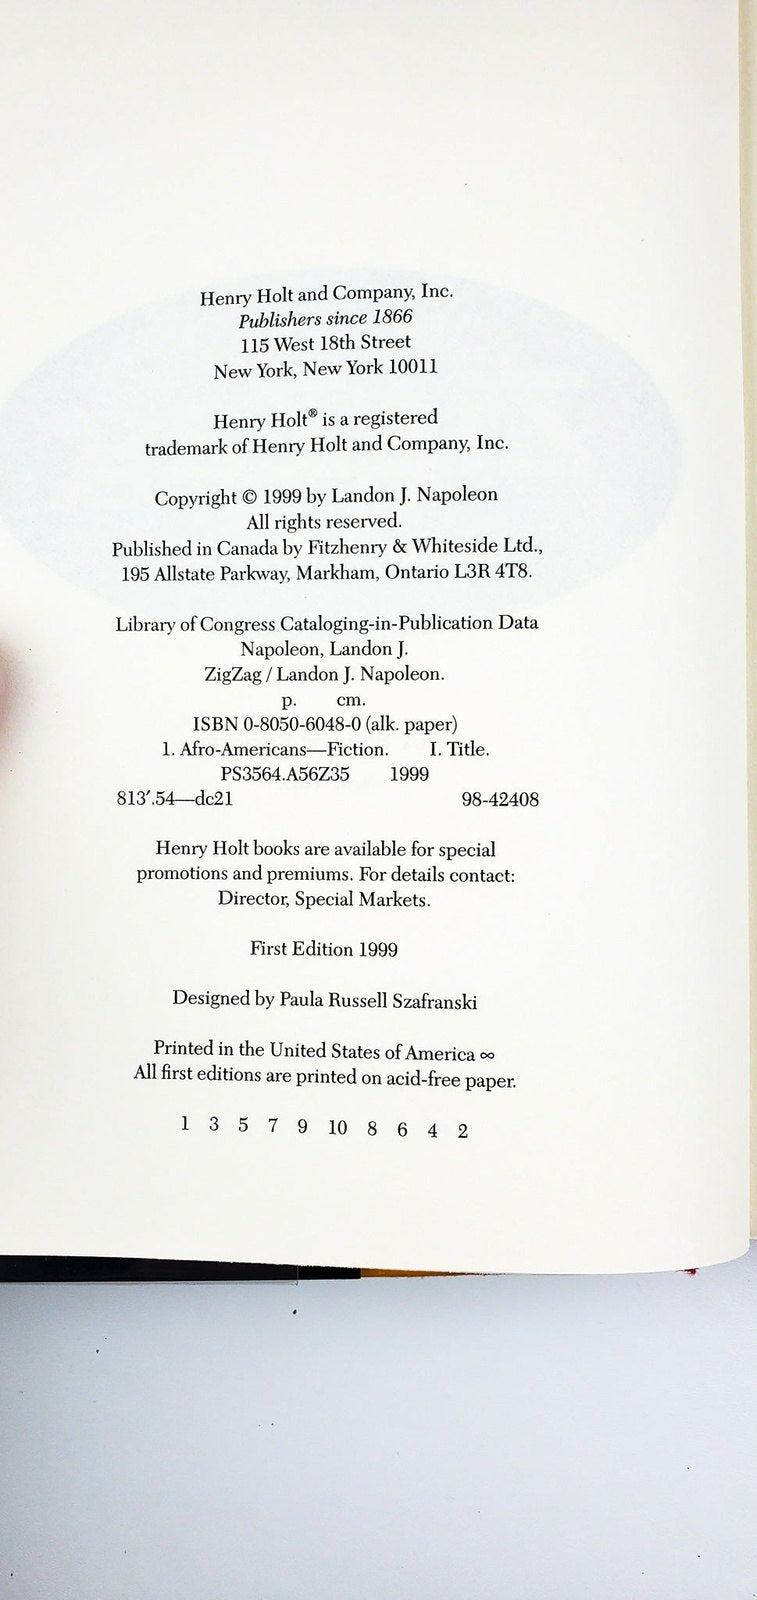 Henry Holt and Company, Inc.
Publishers since 1866
115 West 18th Street
New York, New York 10011
Henry Holt® is a registered
trademark of Henry Holt and Company, Inc.
Copyright © 1999 by Landon J. Napoleon
All rights reserved.
Published in Canada by Fitzhenry & Whiteside Ltd.,
195 Allstate Parkway, Markham, Ontario L3R 4T8.
Library of Congress Cataloging-in-Publication Data
Napoleon, Landon J.
ZigZag / Landon J. Napoleon.
p. cm.
ISBN 0-8050-6048-0 (alk. paper)
1. Afro-Americans—Fiction. I. Title.
PS3564.A56Z35 1999
813′.54—dc21 98-42408
Henry Holt books are available for special
promotions and premiums. For details contact:
Director, Special Markets.
First Edition 1999
Designed by Paula Russell Szafranski
Printed in the United States of America ∞
All first editions are printed on acid-free paper.
1 3 5 7 9 10 8 6 4 2